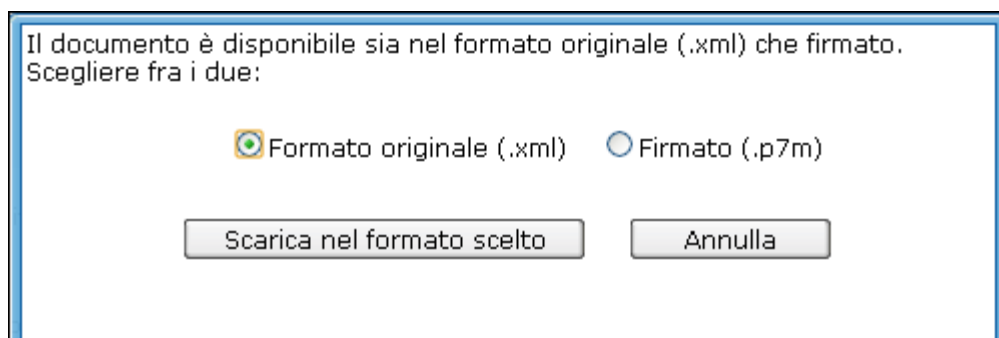 Il documento è disponibile sia nel formato originale (.xml) che firmato.
Scegliere fra i due:
Formato originale (.xml) Firmato (.p7m)
Scarica nel formato scelto Annulla